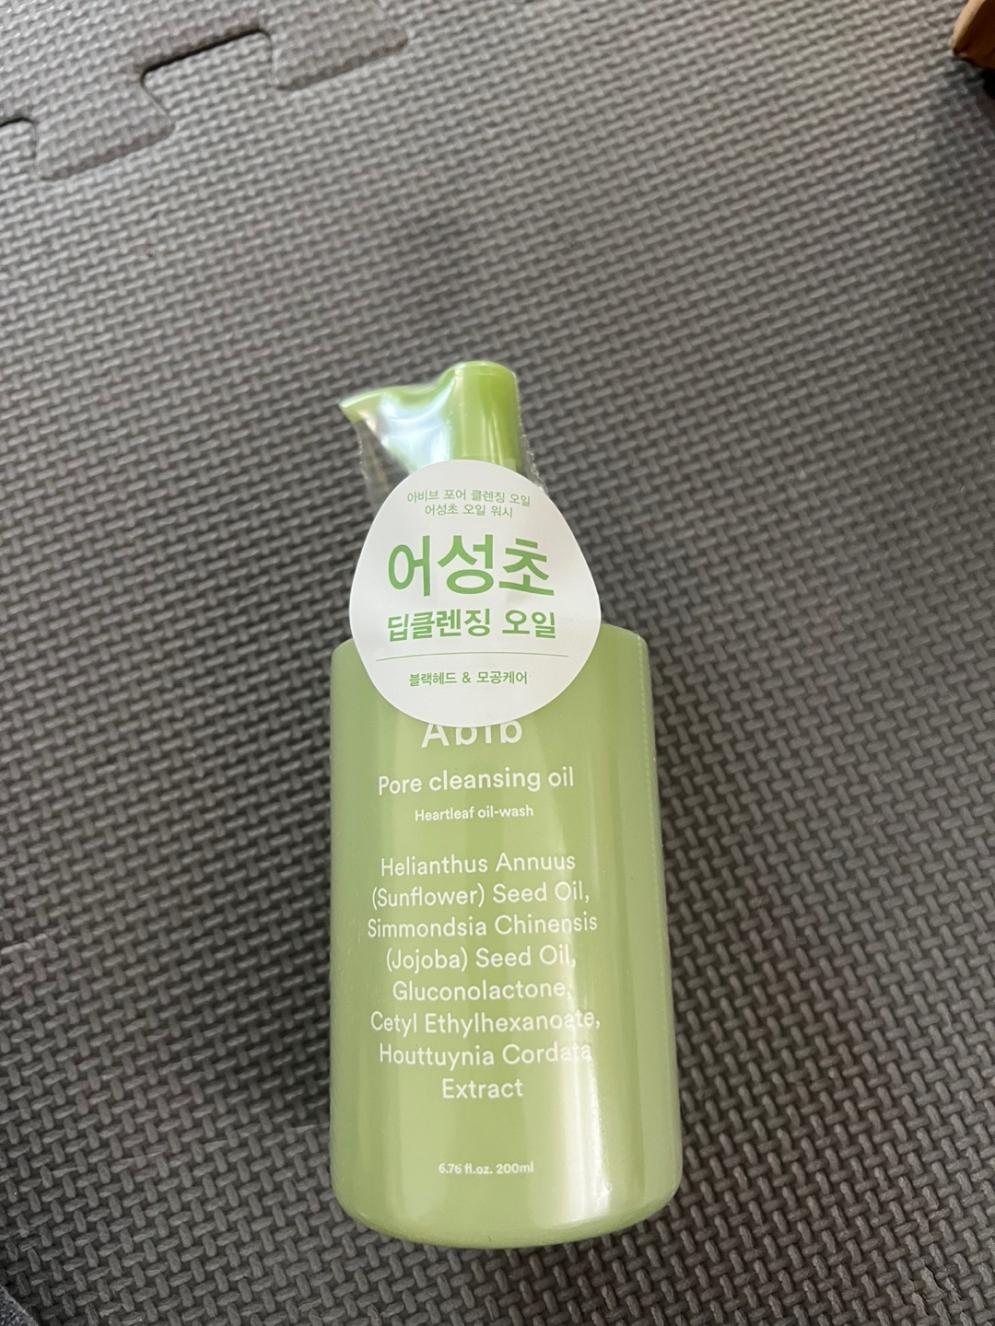 아비브 포어 클렌징 오일
어성초 오일 워시
어성초
딥클렌징 오일
블랙헤드 & 모공케어
Abib
Pore cleansing oil
Heartleaf oil-wash
Helianthus Annuus
(Sunflower) Seed Oil,
Simmondsia Chinensis
(Jojoba) Seed Oil,
Gluconolactone,
Cetyl Ethylhexanoate,
Houttuynia Cordata
Extract
6.76 fl.oz. 200ml